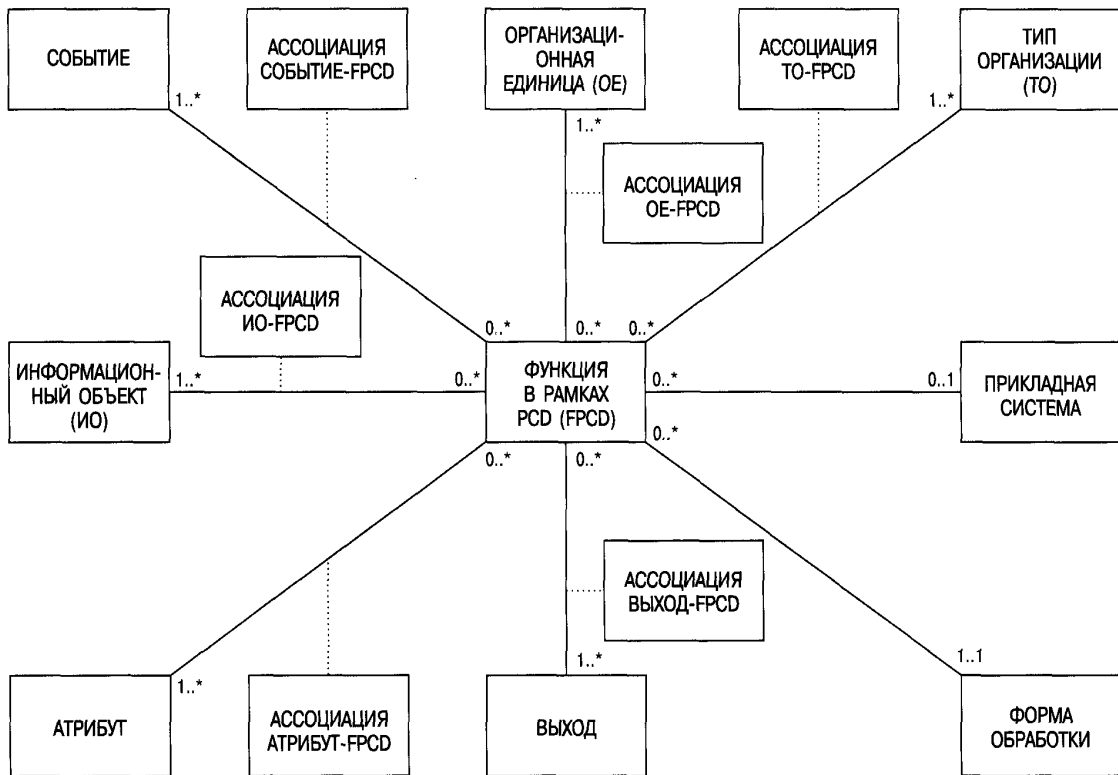 СОБЫТИЕ
АССОЦИАЦИЯ
СОБЫТИЕ-FPCD
ОРГАНИЗАЦИ-
ОННАЯ
ЕДИНИЦА (ОЕ)
АССОЦИАЦИЯ
ТО-FPCD
ТИП
ОРГАНИЗАЦИИ
(ТО)
1..*
1..*
1..*
АССОЦИАЦИЯ
ОЕ-FPCD
АССОЦИАЦИЯ
ИО-FPCD
0..*
0..*
0..*
ИНФОРМАЦИОН-
НЫЙ ОБЪЕКТ
(ИО)
1..*
0..*
ФУНКЦИЯ
В РАМКАХ
PCD (FPCD)
0..*
0..1
ПРИКЛАДНАЯ
СИСТЕМА
0..*
0..*
0..*
АССОЦИАЦИЯ
ВЫХОД-FPCD
1..*
1..*
1..1
АТРИБУТ
АССОЦИАЦИЯ
АТРИБУТ-FPCD
ВЫХОД
ФОРМА
ОБРАБОТКИ